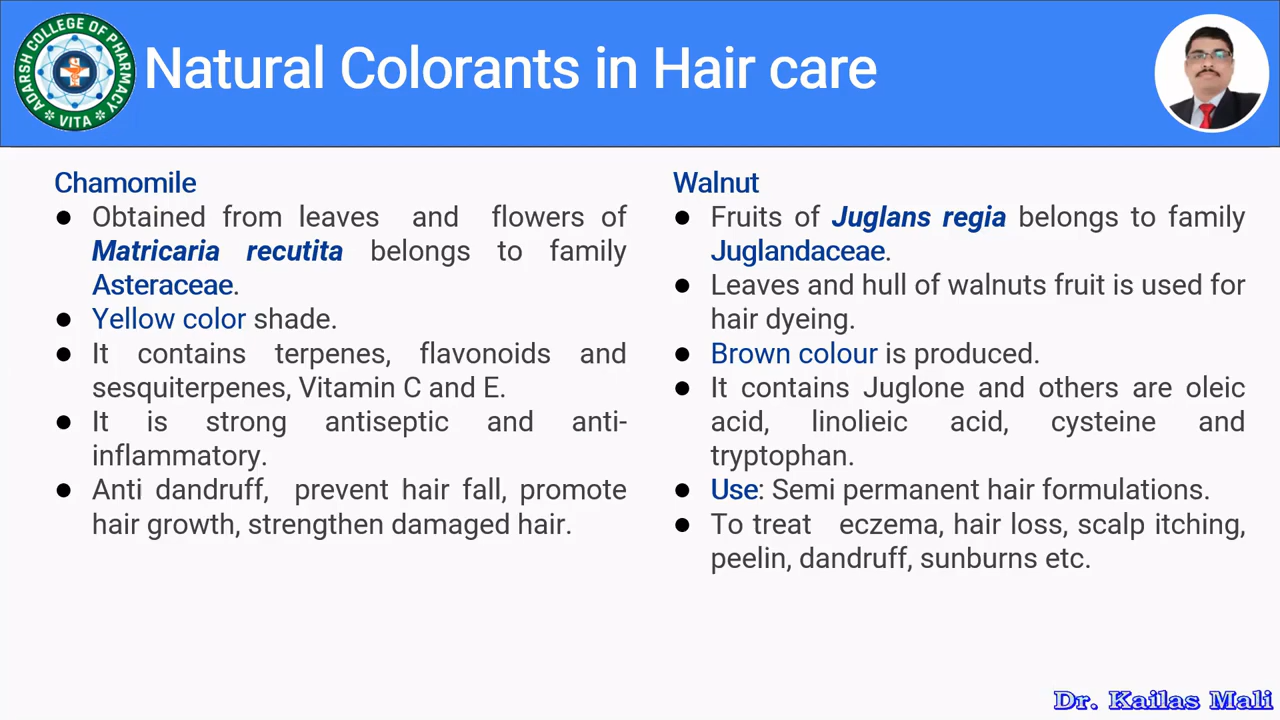 ADARSH COLLEGE OF PHARMACY
VITA
Natural Colorants in Hair care
Chamomile
● Obtained from leaves and flowers of
Matricaria recutita belongs to family
Asteraceae.
● Yellow color shade.
● It contains terpenes, flavonoids and
sesquiterpenes, Vitamin C and E.
● It is strong antiseptic and anti-
inflammatory.
● Anti dandruff, prevent hair fall, promote
hair growth, strengthen damaged hair.
Walnut
● Fruits of Juglans regia belongs to family
Juglandaceae.
● Leaves and hull of walnuts fruit is used for
hair dyeing.
● Brown colour is produced.
● It contains Juglone and others are oleic
acid, linolieic acid, cysteine and
tryptophan.
● Use: Semi permanent hair formulations.
● To treat eczema, hair loss, scalp itching,
peelin, dandruff, sunburns etc.
Dr. Kailas Mali